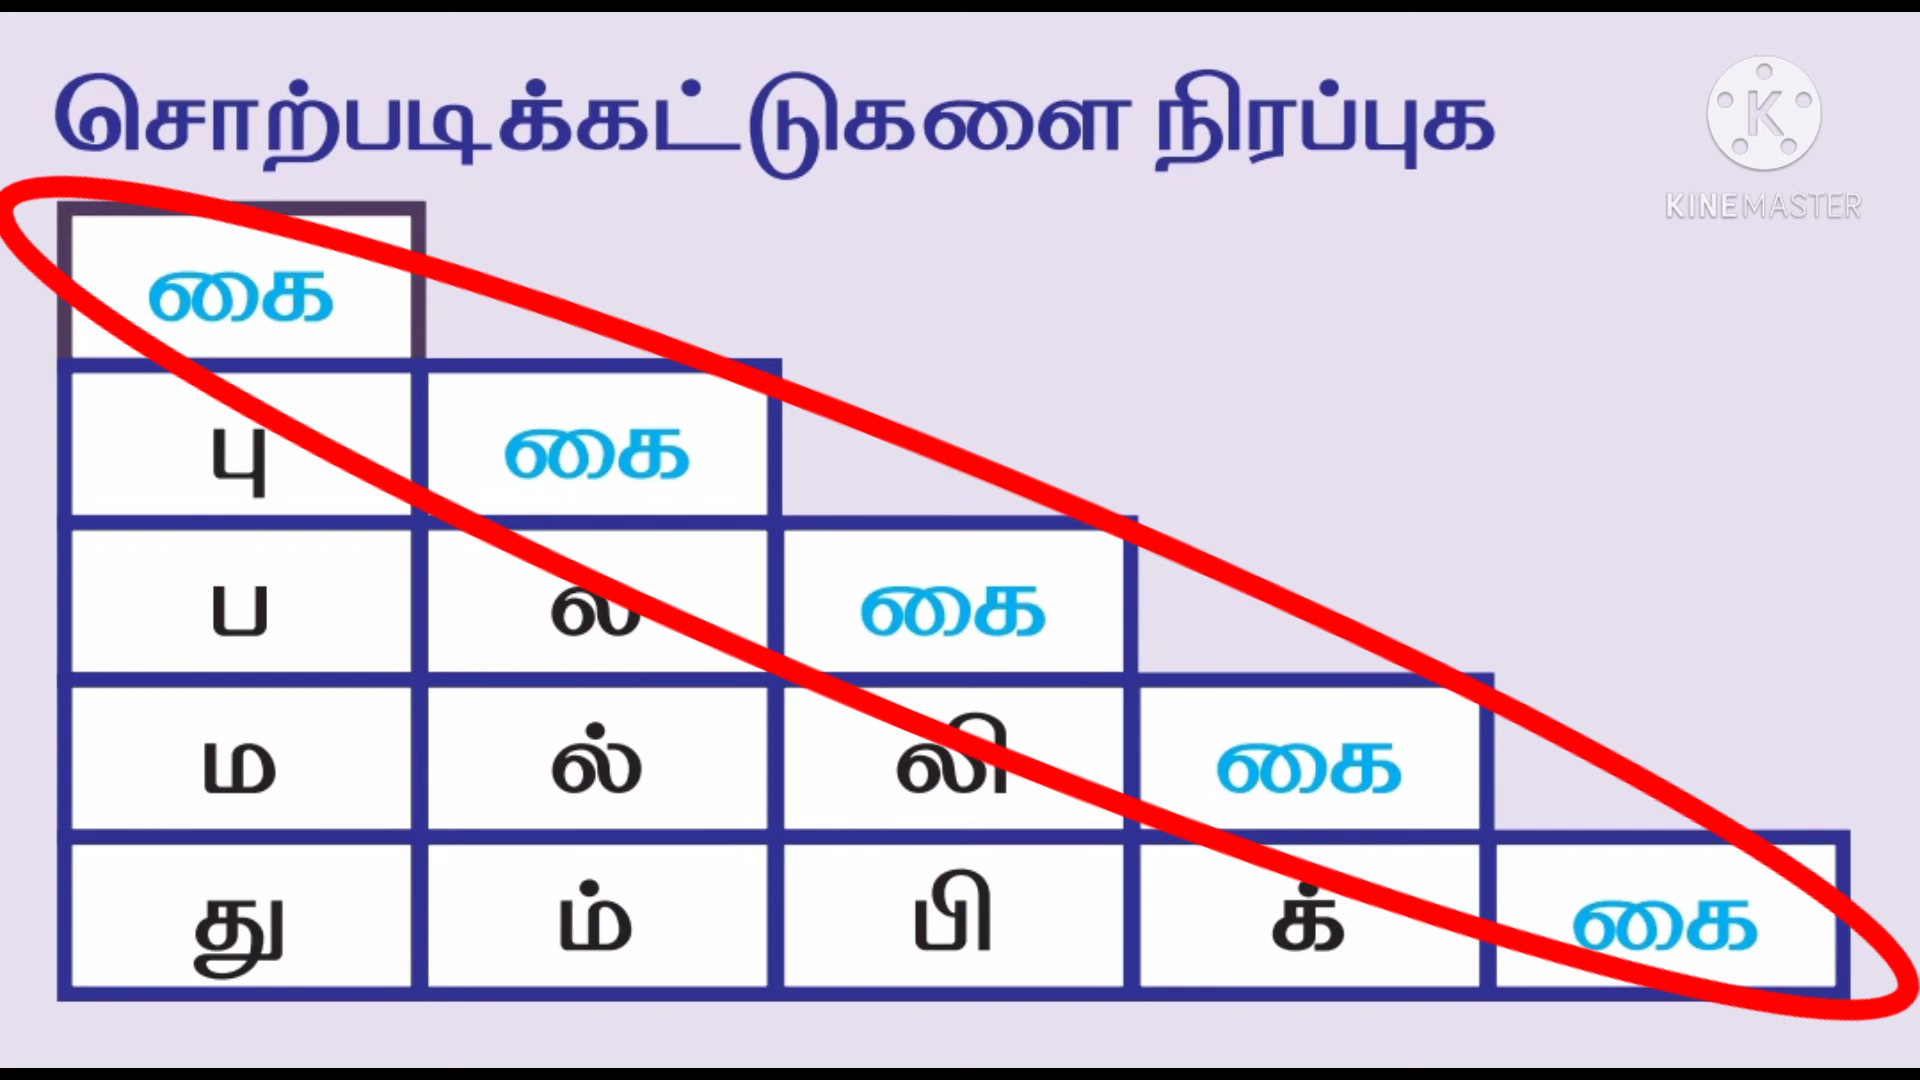 சொற்படிக்கட்டுகளை நிரப்புக
K
KINEMASTER
கை
பு கை
ப ல கை
ம ல் லி கை
து ம் பி க் கை